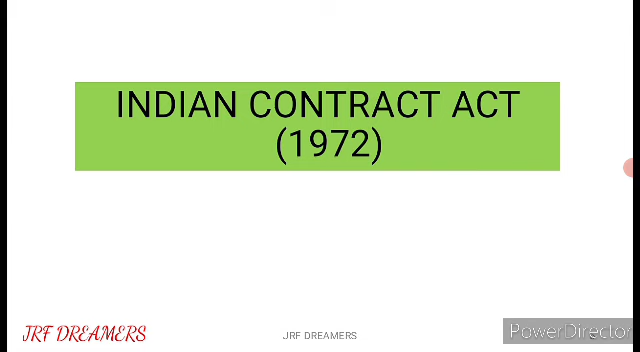 INDIAN CONTRACT ACT
(1972)
JRF DREAMERS
JRF DREAMERS
PowerDirector